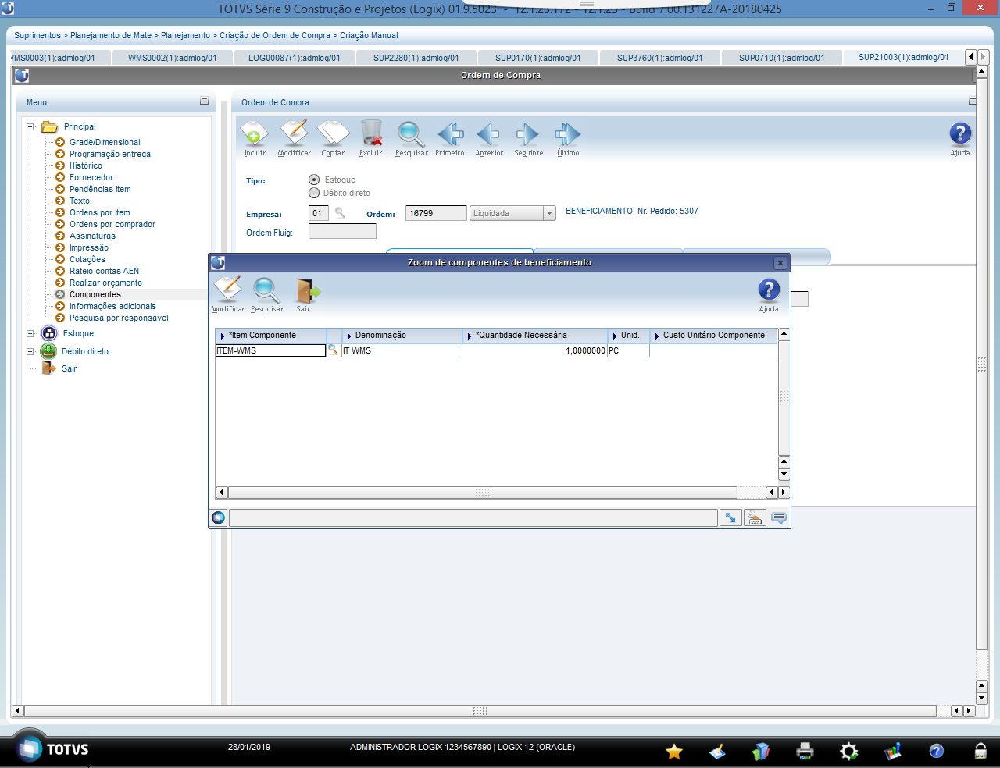 TOTVS Série 9 Construção e Projetos (Logix) 01.9.5023 - 12.1.23.172 - 12.1.23 - Build 7.00.131227A-20180425
Suprimentos > Planejamento de Mate > Planejamento > Criação de Ordem de Compra > Criação Manual
VMS0003(1):admlog/01 WMS0002(1):admlog/01 LOG00087(1):admlog/01 SUP2280(1):admlog/01 SUP0170(1):admlog/01 SUP3760(1):admlog/01 SUP0710(1):admlog/01 SUP21003(1):admlog/01
Ordem de Compra
Menu
Ordem de Compra
Principal
Grade/Dimensional
Programação entrega
Histórico
Fornecedor
Pendências item
Texto
Ordens por item
Ordens por comprador
Assinaturas
Impressão
Cotações
Rateio contas AEN
Realizar orçamento
Componentes
Informações adicionais
Pesquisa por responsável
Estoque
Débito direto
Sair
Incluir Modificar Copiar Excluir Pesquisar Primeiro Anterior Seguinte Último Ajuda
Tipo: Estoque
Débito direto
Empresa: 01 Ordem: 16799 Liquidada BENEFICIAMENTO Nr. Pedido: 5307
Ordem Fluig:
Zoom de componentes de beneficiamento
Modificar Pesquisar Sair Ajuda
*Item Componente Denominação *Quantidade Necessária Unid. Custo Unitário Componente
ITEM-WMS IT WMS 1,0000000 PC
TOTVS 28/01/2019 ADMINISTRADOR LOGIX 1234567890 | LOGIX 12 (ORACLE)